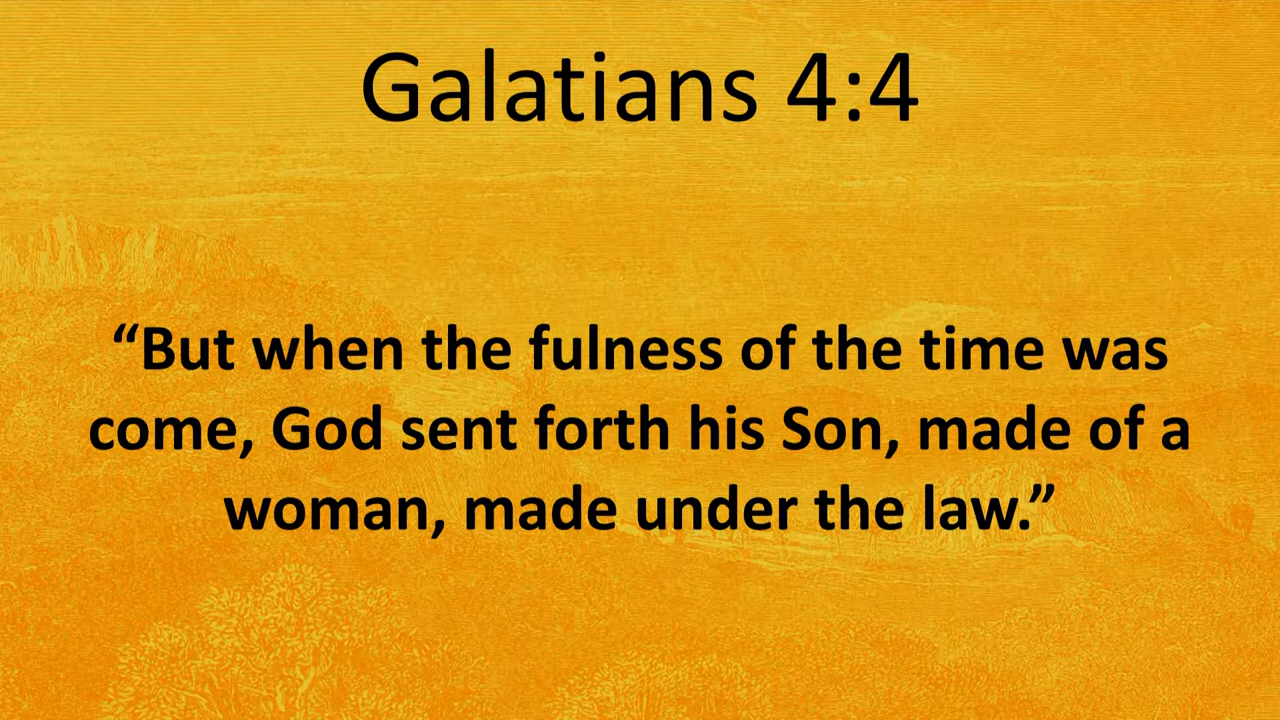 Galatians 4:4
“But when the fulness of the time was
come, God sent forth his Son, made of a
woman, made under the law.”